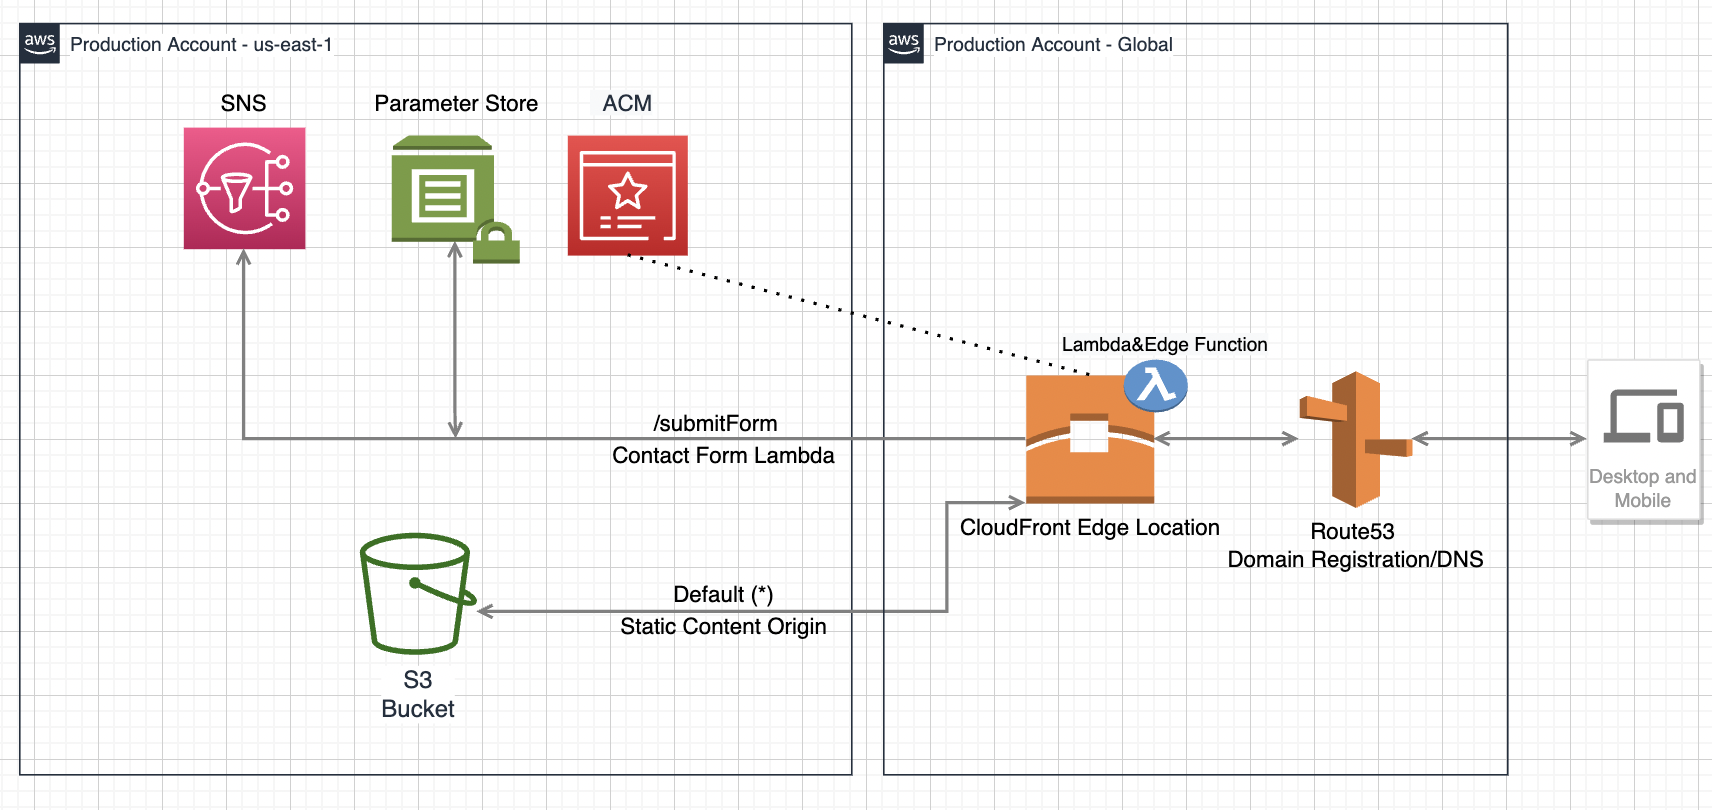 aws
Production Account - us-east-1
aws
Production Account - Global
SNS
Parameter Store
ACM
Lambda&Edge Function
/submitForm
Contact Form Lambda
Desktop and
Mobile
CloudFront Edge Location
Route53
Domain Registration/DNS
Default (*)
Static Content Origin
S3
Bucket